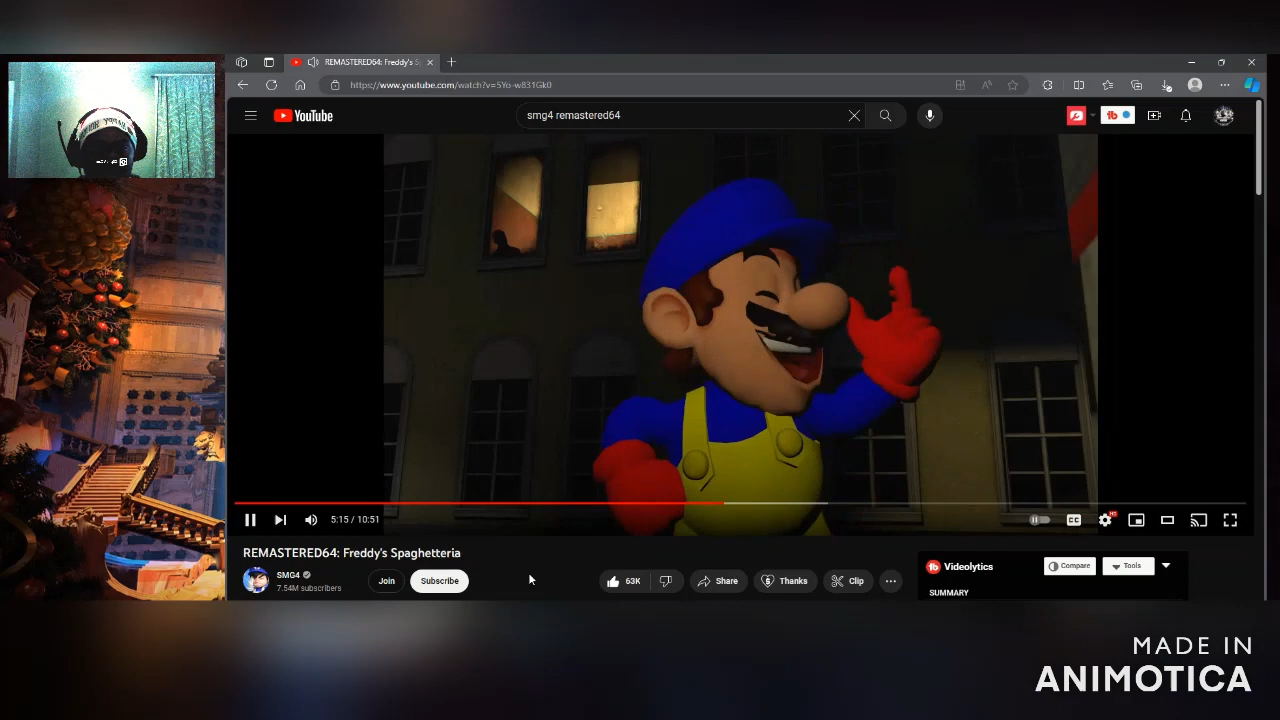 REMASTERED64: Freddy's S
https://www.youtube.com/watch?v=5Yo-w831Gk0
YouTube
smg4 remastered64
5:15 / 10:51
CC
REMASTERED64: Freddy's Spaghetteria
SMG4
7.54M subscribers
Join
Subscribe
63K
Share
Thanks
Clip
Videolytics
Compare
Tools
SUMMARY
MADE IN
ANIMOTICA